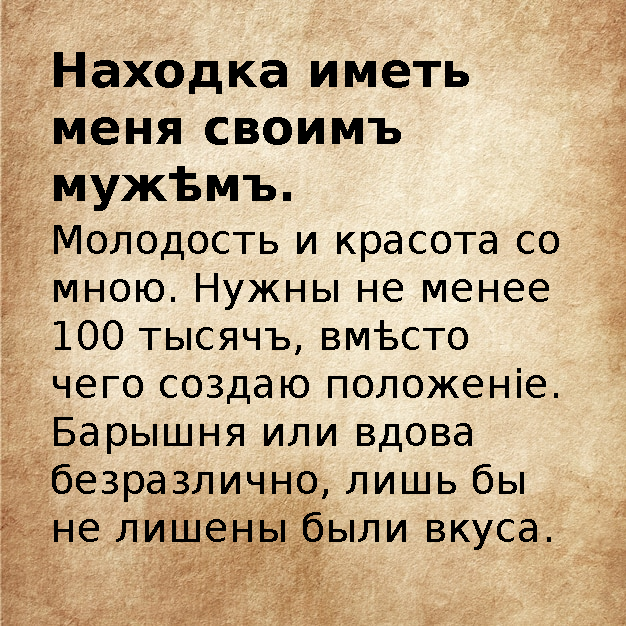 Находка иметь
меня своимъ
мужѣмъ.
Молодость и красота со
мною. Нужны не менее
100 тысячъ, вмѣсто
чего создаю положеніе.
Барышня или вдова
безразлично, лишь бы
не лишены были вкуса.